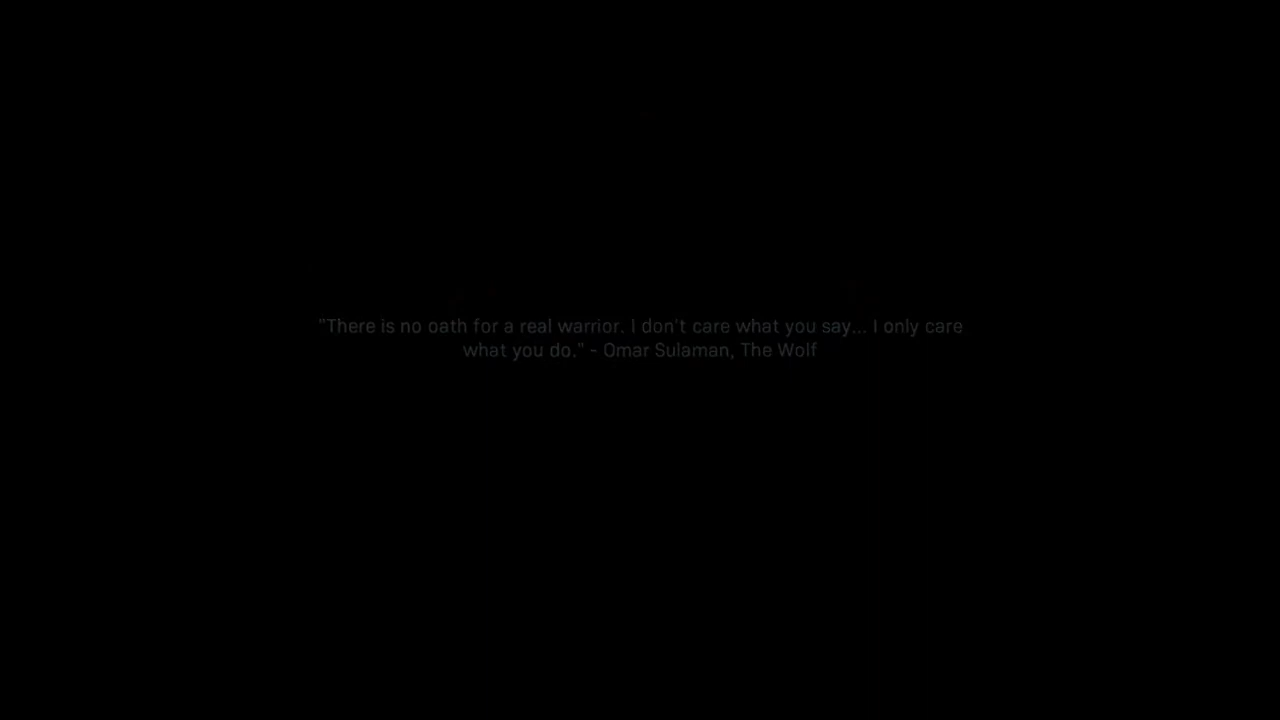 "There is no oath for a real warrior. I don't care what you say... I only care
what you do." - Omar Sulaman, The Wolf